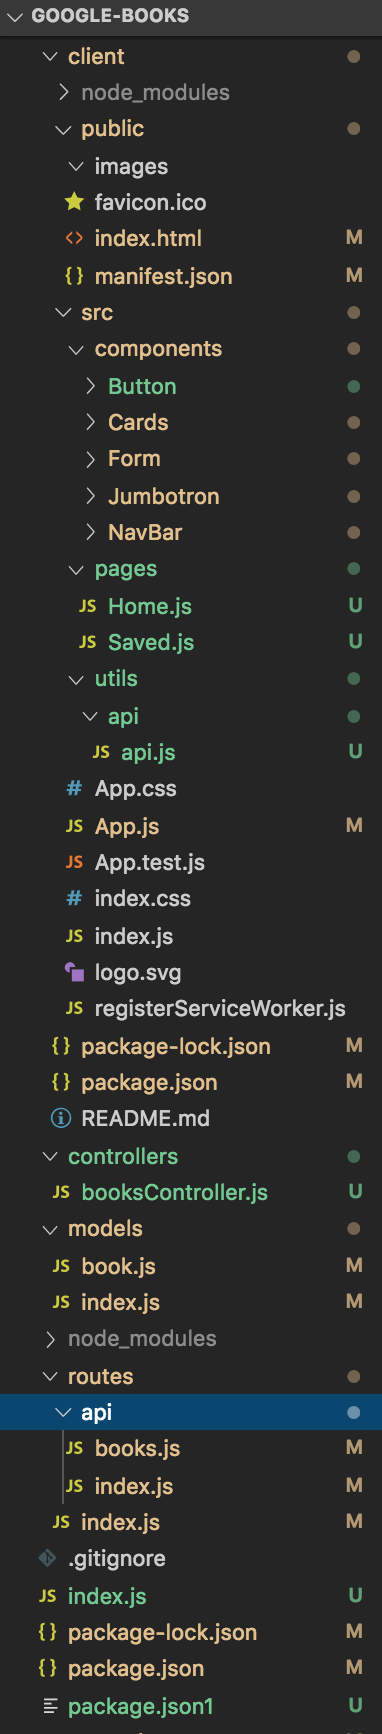 GOOGLE-BOOKS
client
node_modules
public
images
favicon.ico
index.html M
manifest.json M
src
components
Button
Cards
Form
Jumbotron
NavBar
pages
JS Home.js U
JS Saved.js U
utils
api
JS api.js U
# App.css
JS App.js M
JS App.test.js
# index.css
JS index.js
logo.svg
JS registerServiceWorker.js
{} package-lock.json M
{} package.json M
README.md
controllers
JS booksController.js U
models
JS book.js M
JS index.js M
node_modules
routes
api
JS books.js M
JS index.js M
JS index.js M
.gitignore
JS index.js U
{} package-lock.json M
{} package.json M
package.json1 U